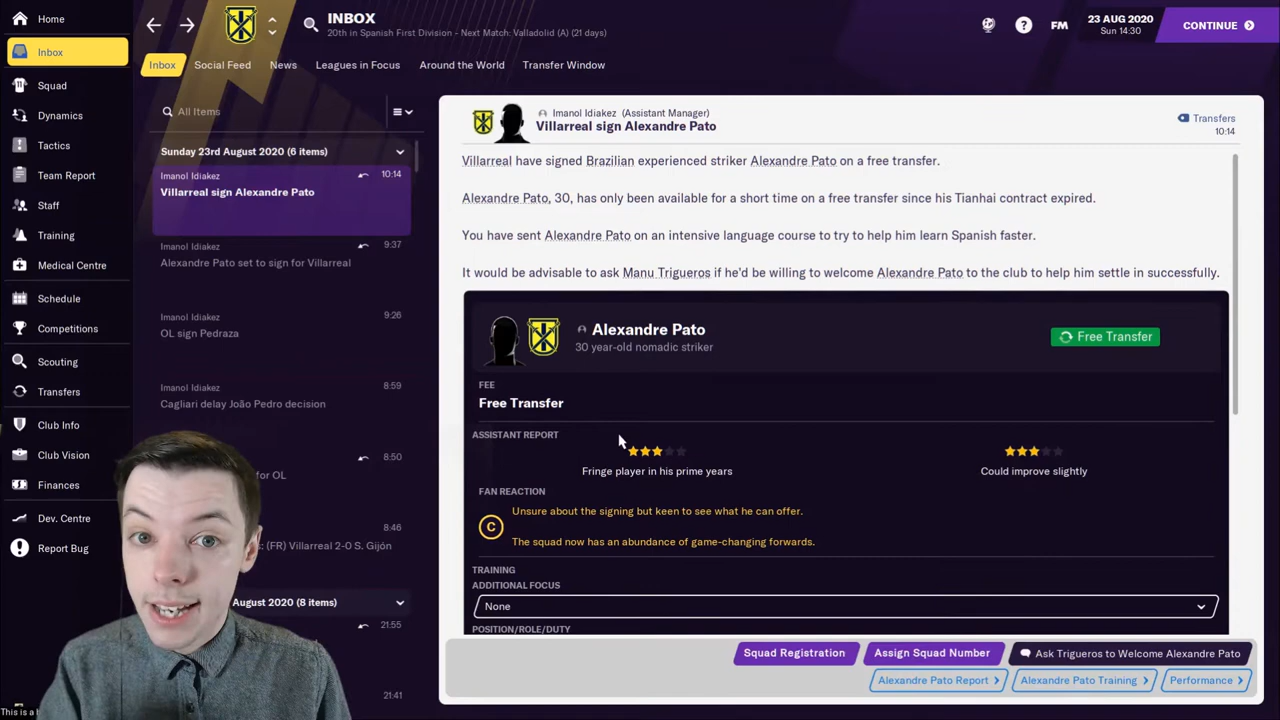 Home
Inbox
Squad
Dynamics
Tactics
Team Report
Staff
Training
Medical Centre
Schedule
Competitions
Scouting
Transfers
Club Info
Club Vision
Finances
Dev. Centre
Report Bug
This is a b
INBOX
20th in Spanish First Division - Next Match: Valladolid (A) (21 days)
FM
23 AUG 2020
Sun 14:30
CONTINUE
Inbox
Social Feed
News
Leagues in Focus
Around the World
Transfer Window
All Items
Sunday 23rd August 2020 (6 items)
Imanol Idiakez
10:14
Villarreal sign Alexandre Pato
Imanol Idiakez
9:37
Alexandre Pato set to sign for Villarreal
Imanol Idiakez
9:26
OL sign Pedraza
Imanol Idiakez
8:59
Cagliari delay João Pedro decision
8:50
for OL
8:46
: (FR) Villarreal 2-0 S. Gijón
August 2020 (8 items)
21:55
21:41
Imanol Idiakez (Assistant Manager)
Villarreal sign Alexandre Pato
Transfers
10:14
Villarreal have signed Brazilian experienced striker Alexandre Pato on a free transfer.
Alexandre Pato, 30, has only been available for a short time on a free transfer since his Tianhai contract expired.
You have sent Alexandre Pato on an intensive language course to try to help him learn Spanish faster.
It would be advisable to ask Manu Trigueros if he'd be willing to welcome Alexandre Pato to the club to help him settle in successfully.
Alexandre Pato
30 year-old nomadic striker
Free Transfer
FEE
Free Transfer
ASSISTANT REPORT
Fringe player in his prime years
Could improve slightly
FAN REACTION
C
Unsure about the signing but keen to see what he can offer.
The squad now has an abundance of game-changing forwards.
TRAINING
ADDITIONAL FOCUS
None
POSITION/ROLE/DUTY
Squad Registration
Assign Squad Number
Ask Trigueros to Welcome Alexandre Pato
Alexandre Pato Report
Alexandre Pato Training
Performance